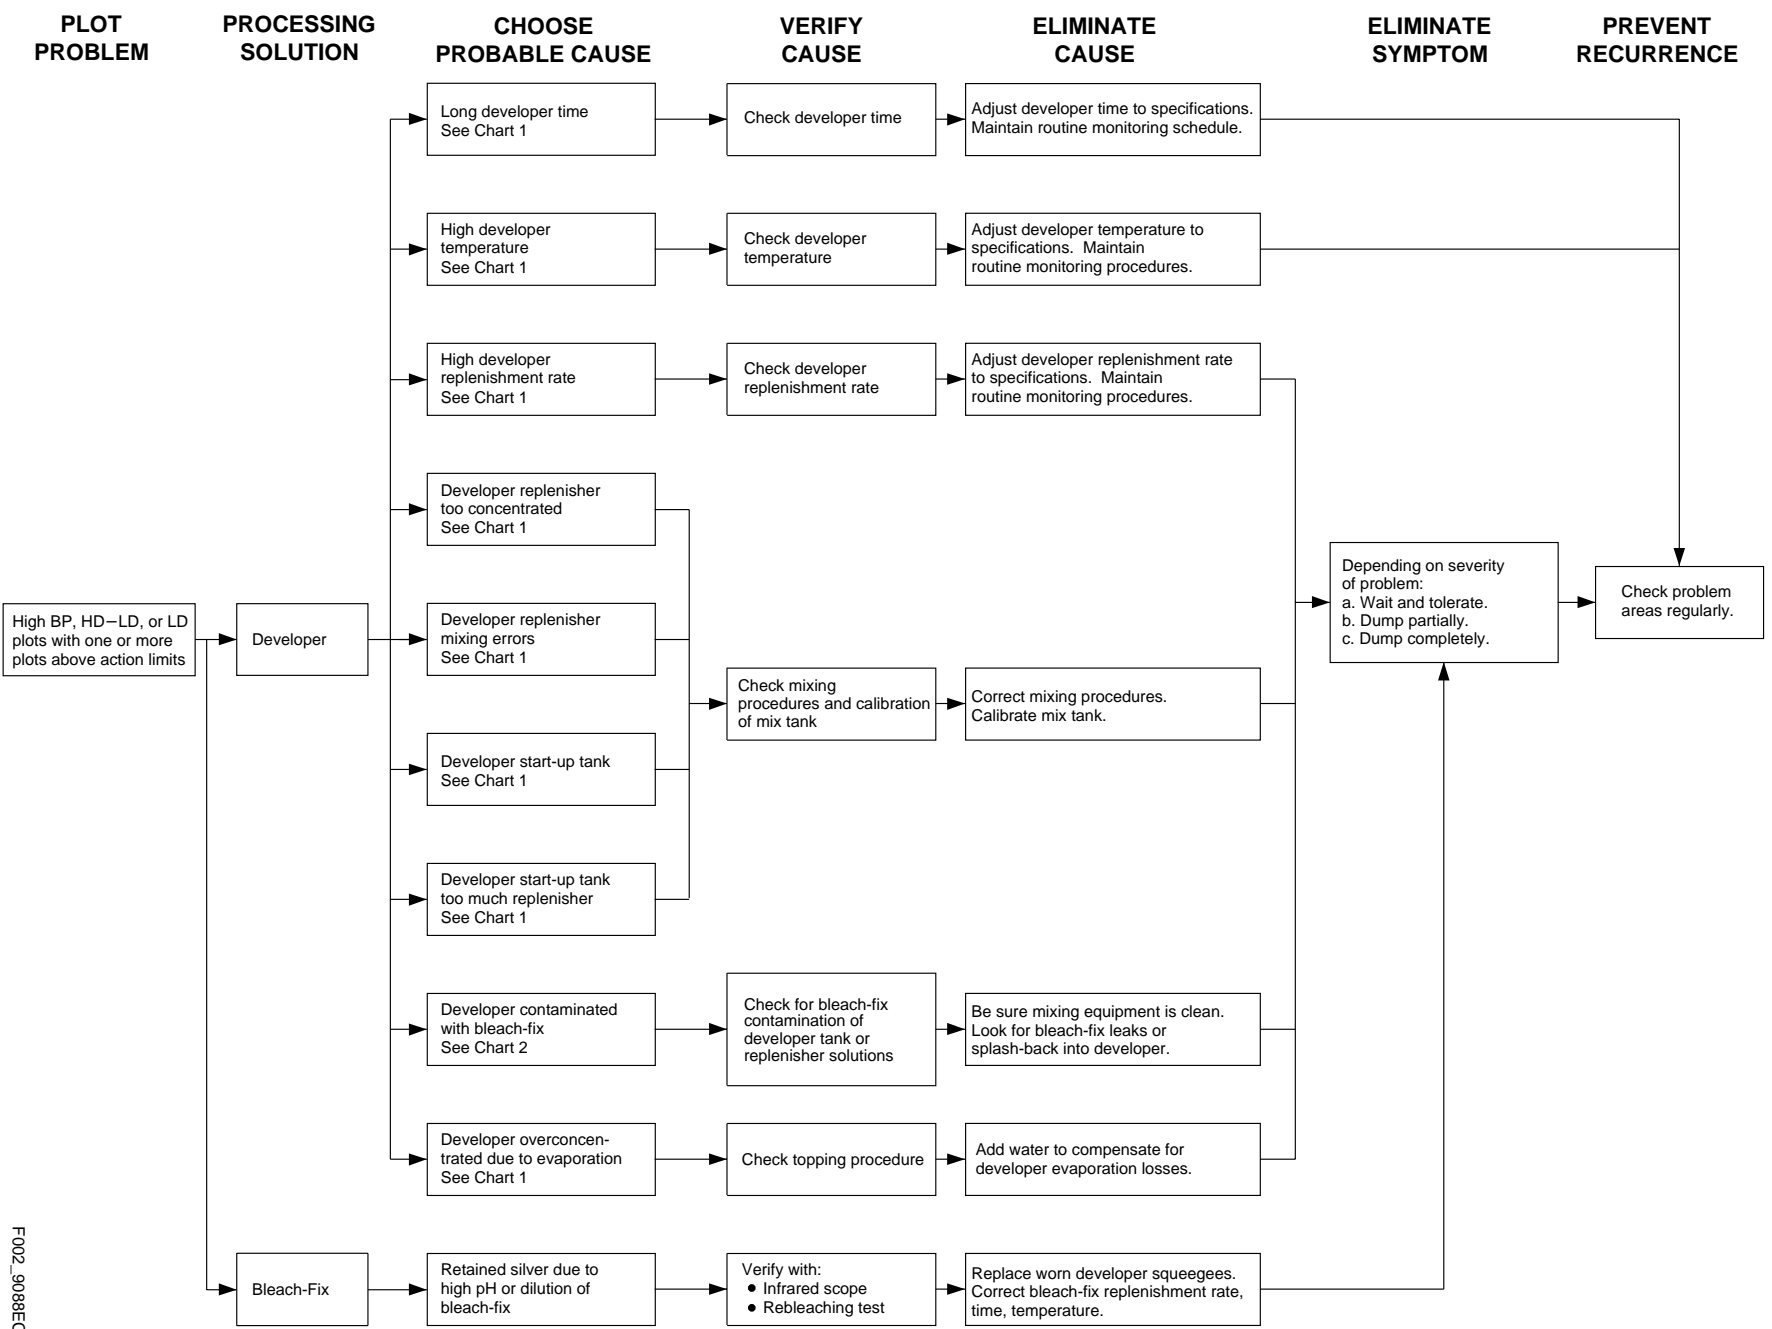 PLOT
PROBLEM
PROCESSING
SOLUTION
CHOOSE
PROBABLE CAUSE
VERIFY
CAUSE
ELIMINATE
CAUSE
ELIMINATE
SYMPTOM
PREVENT
RECURRENCE
High BP, HD–LD, or LD
plots with one or more
plots above action limits
Developer
Long developer time
See Chart 1
Check developer time
Adjust developer time to specifications.
Maintain routine monitoring schedule.
High developer
temperature
See Chart 1
Check developer
temperature
Adjust developer temperature to
specifications. Maintain
routine monitoring procedures.
High developer
replenishment rate
See Chart 1
Check developer
replenishment rate
Adjust developer replenishment rate
to specifications. Maintain
routine monitoring procedures.
Developer replenisher
too concentrated
See Chart 1
Developer replenisher
mixing errors
See Chart 1
Developer start-up tank
See Chart 1
Developer start-up tank
too much replenisher
See Chart 1
Check mixing
procedures and calibration
of mix tank
Correct mixing procedures.
Calibrate mix tank.
Developer contaminated
with bleach-fix
See Chart 2
Check for bleach-fix
contamination of
developer tank or
replenisher solutions
Be sure mixing equipment is clean.
Look for bleach-fix leaks or
splash-back into developer.
Developer overconcen-
trated due to evaporation
See Chart 1
Check topping procedure
Add water to compensate for
developer evaporation losses.
Bleach-Fix
Retained silver due to
high pH or dilution of
bleach-fix
Verify with:
• Infrared scope
• Rebleaching test
Replace worn developer squeegees.
Correct bleach-fix replenishment rate,
time, temperature.
Depending on severity
of problem:
a. Wait and tolerate.
b. Dump partially.
c. Dump completely.
Check problem
areas regularly.